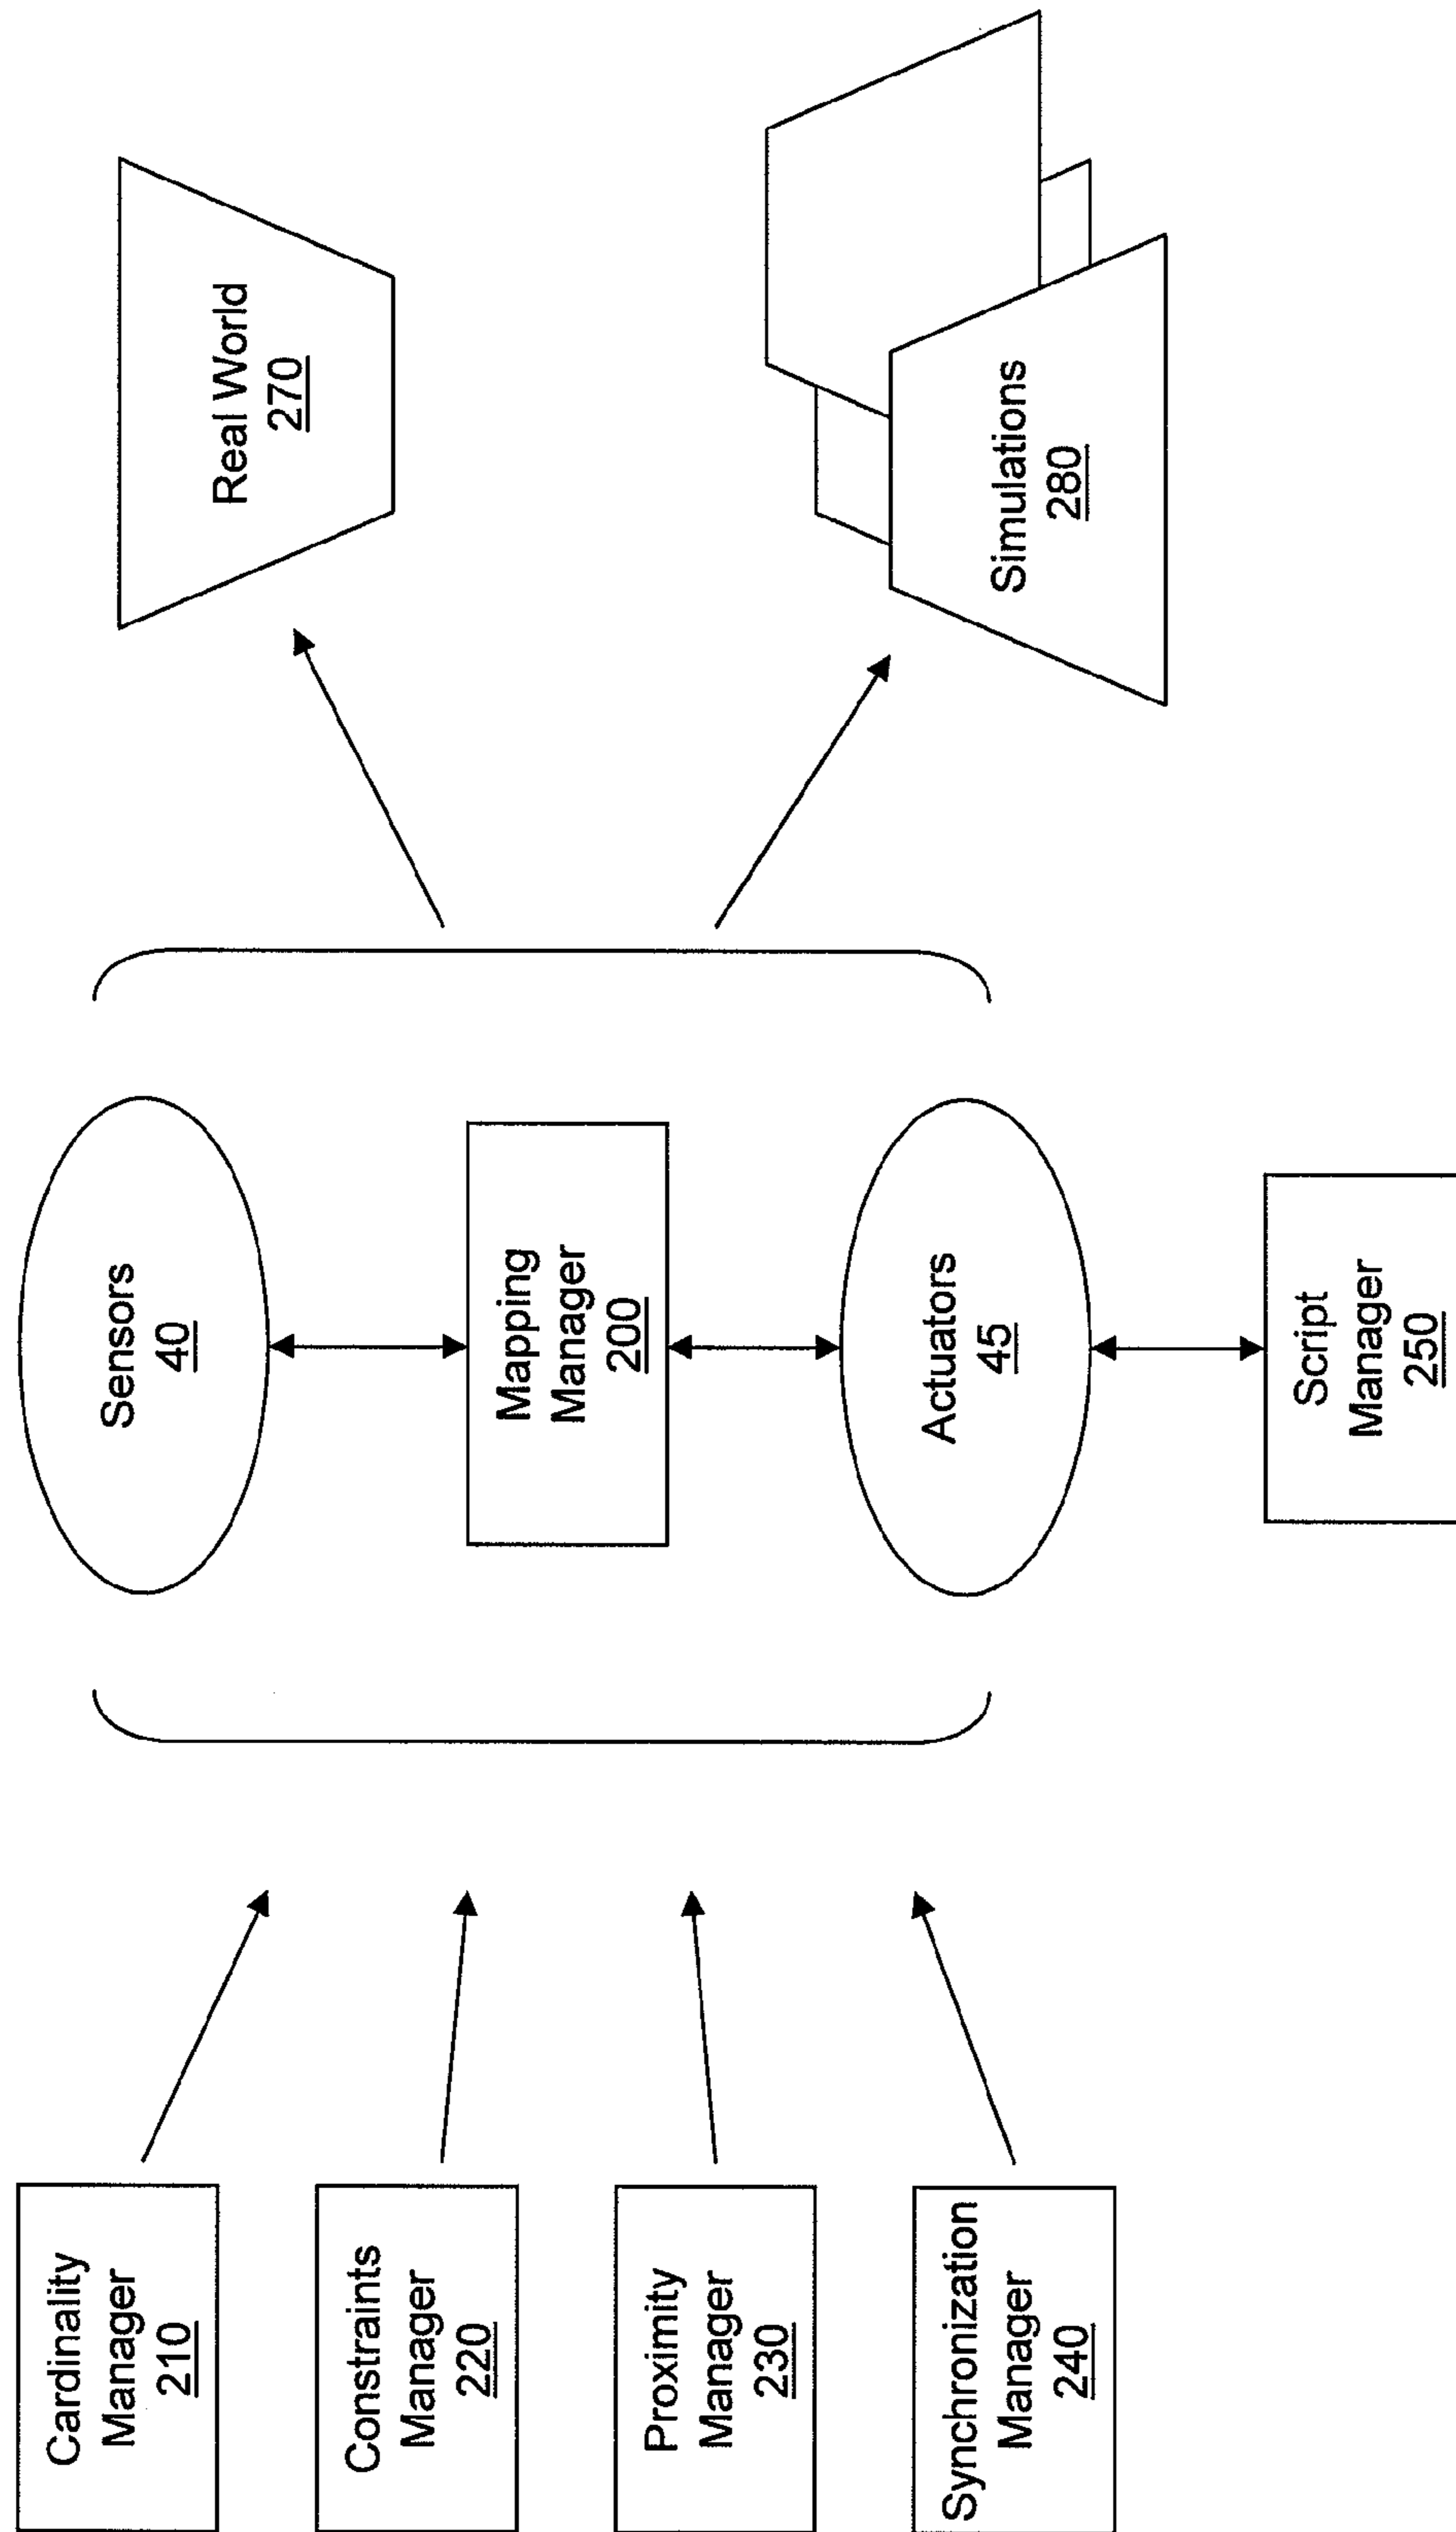 Cardinality
Manager
210
Constraints
Manager
220
Proximity
Manager
230
Synchronization
Manager
240
Sensors
40
Mapping
Manager
200
Actuators
45
Script
Manager
250
Real World
270
Simulations
280